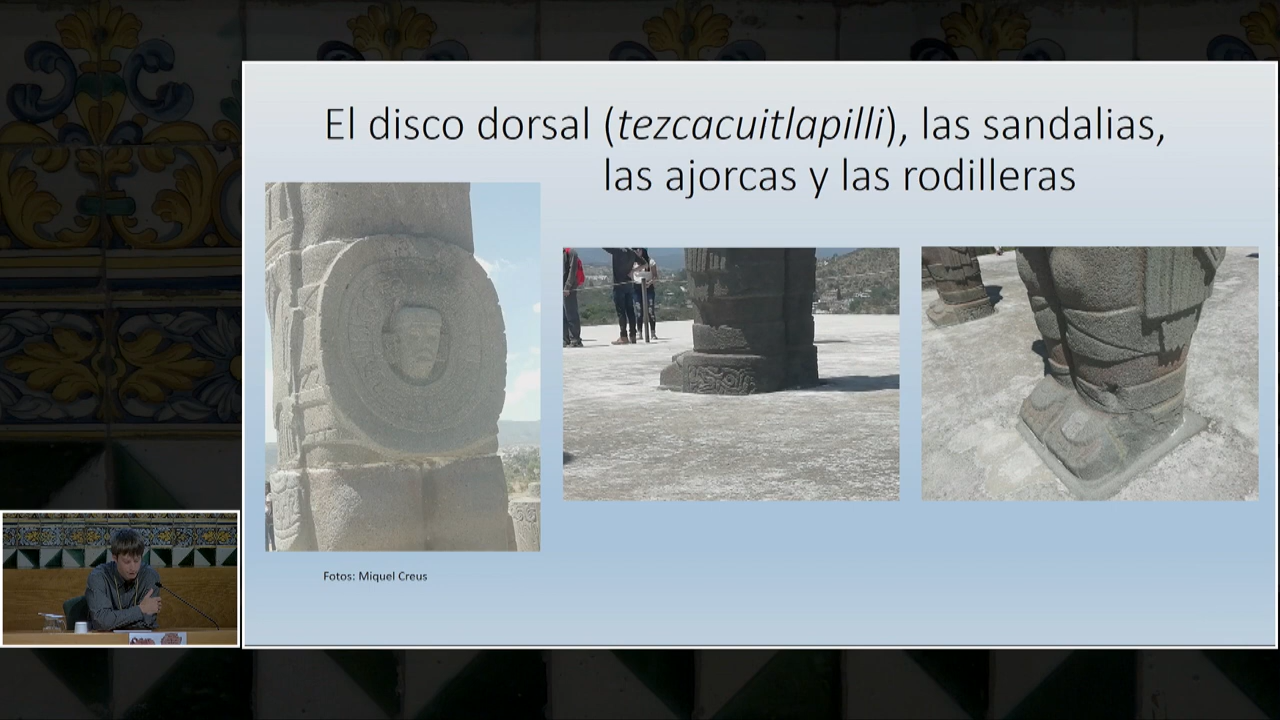 El disco dorsal (tezcacuitlapilli), las sandalias,
las ajorcas y las rodilleras
Fotos: Miquel Creus